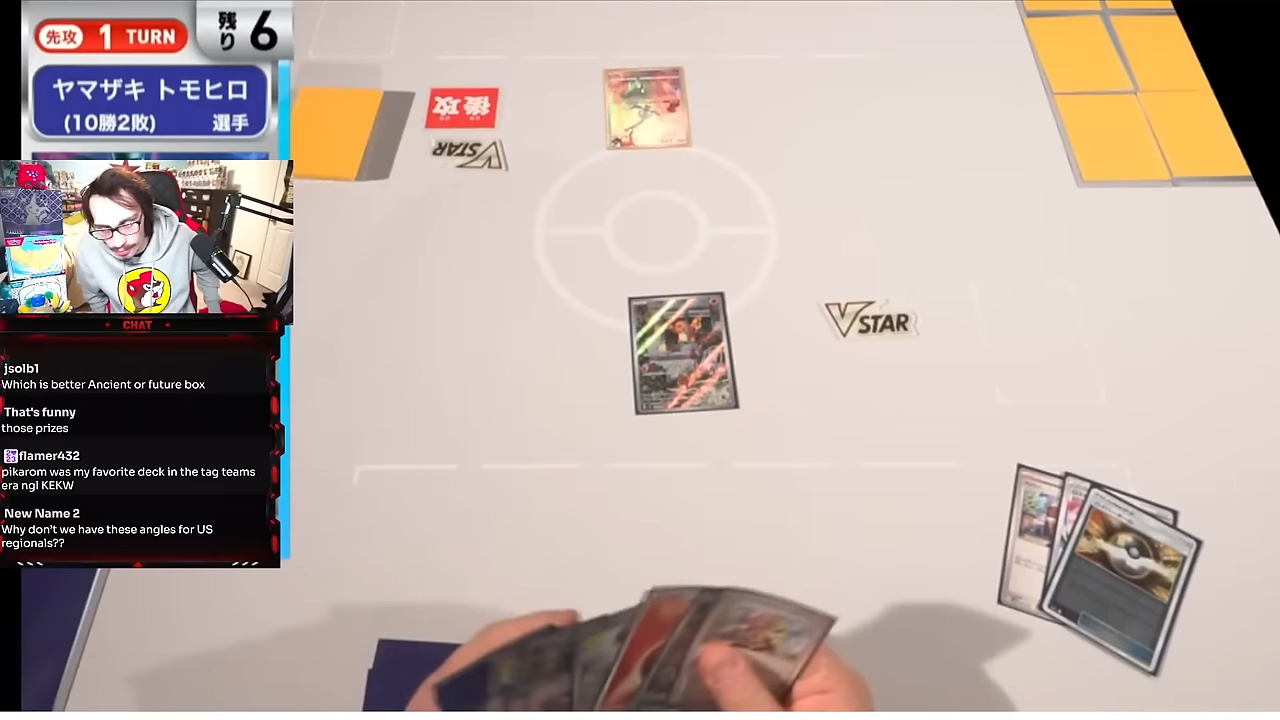 先攻 1 TURN
残り 6
ヤマザキ トモヒロ
(10勝2敗) 選手
後攻
VSTAR
VSTAR
CHAT
jsolb1
Which is better Ancient or future box
That's funny
those prizes
flamer432
pikarom was my favorite deck in the tag teams
era ngl KEKW
New Name 2
Why don't we have these angles for US
regionals??